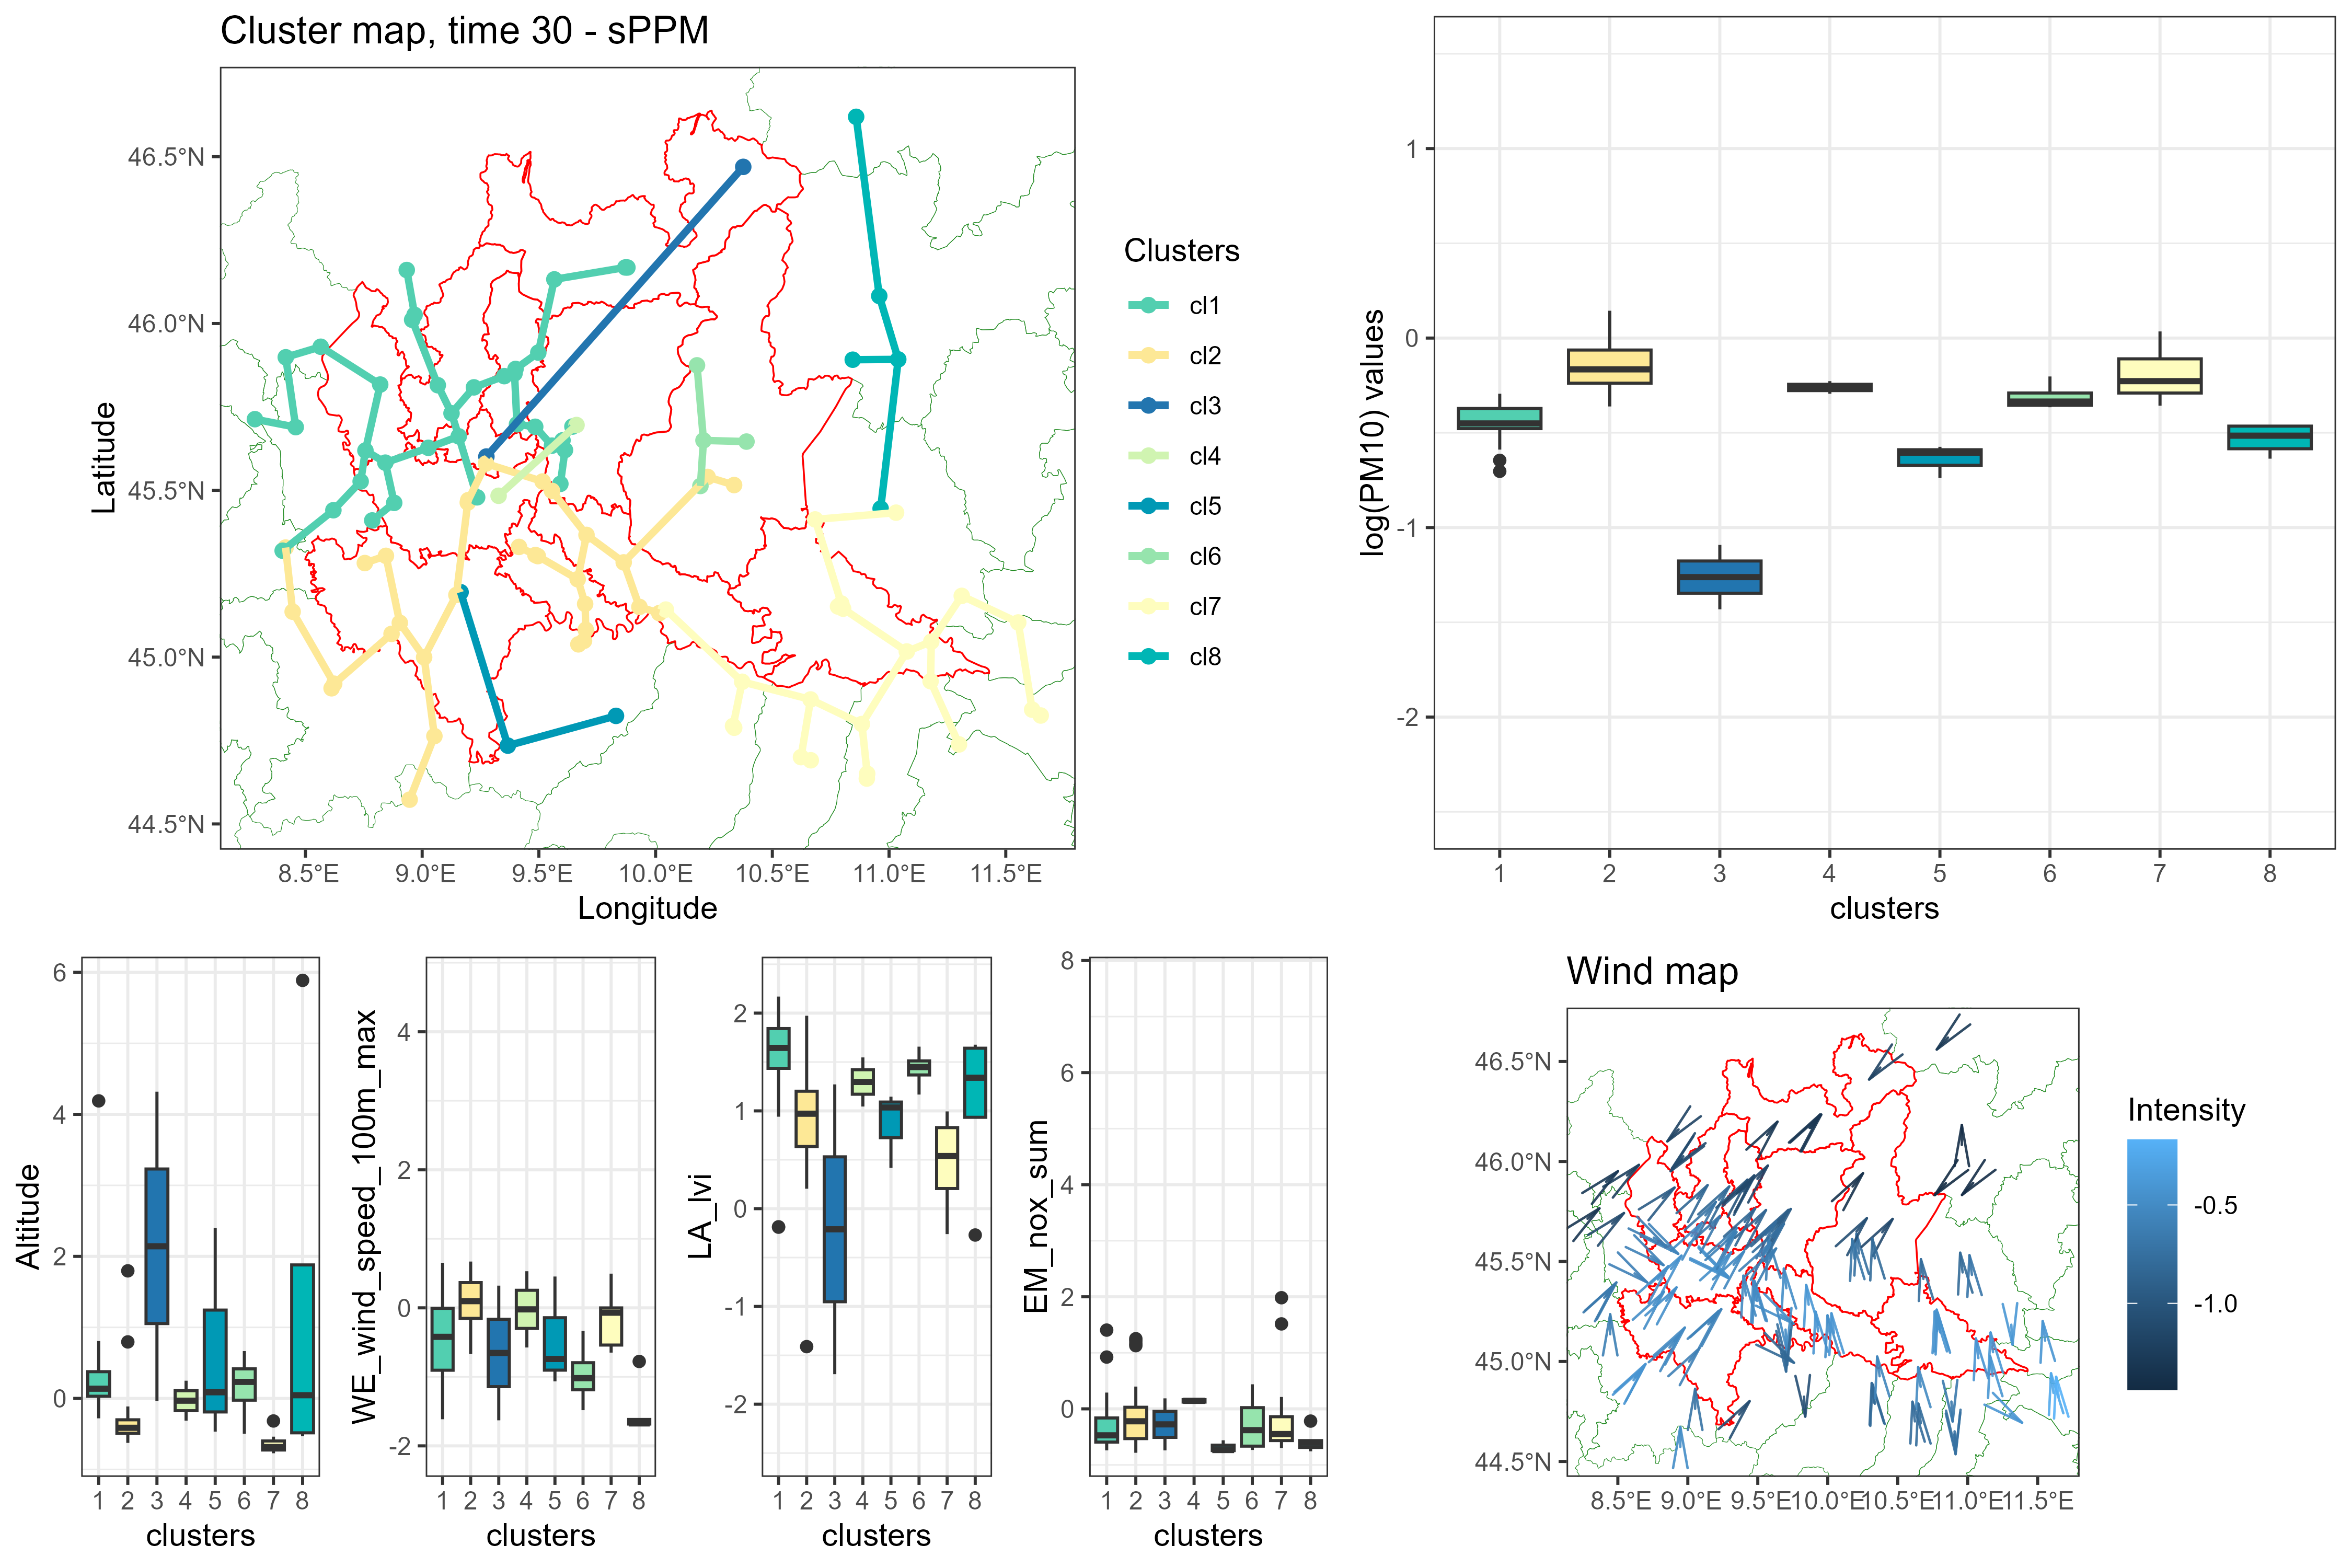 Cluster map, time 30 - sPPM
46.5°N
46.0°N
45.5°N
45.0°N
44.5°N
Latitude
8.5°E 9.0°E 9.5°E 10.0°E 10.5°E 11.0°E 11.5°E
Longitude
Clusters
cl1
cl2
cl3
cl4
cl5
cl6
cl7
cl8
log(PM10) values
1
0
-1
-2
1 2 3 4 5 6 7 8
clusters
Altitude
6
4
2
0
1 2 3 4 5 6 7 8
clusters
WE_wind_speed_100m_max
4
2
0
-2
1 2 3 4 5 6 7 8
clusters
LA_lvi
2
1
0
-1
-2
1 2 3 4 5 6 7 8
clusters
EM_nox_sum
8
6
4
2
0
1 2 3 4 5 6 7 8
clusters
Wind map
46.5°N
46.0°N
45.5°N
45.0°N
44.5°N
8.5°E 9.0°E 9.5°E 10.0°E 10.5°E 11.0°E 11.5°E
Intensity
-0.5
-1.0